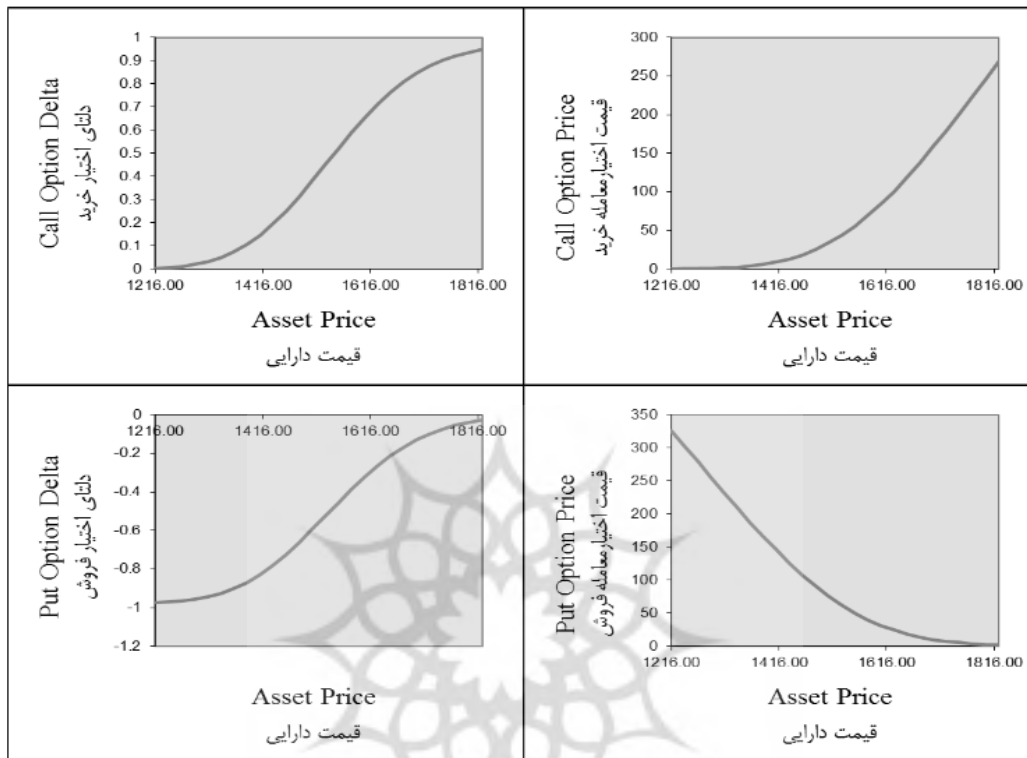 Call Option Delta
دلتای اختیار خرید
1
0.9
0.8
0.7
0.6
0.5
0.4
0.3
0.2
0.1
0
1216.00 1416.00 1616.00 1816.00
Asset Price
قیمت دارایی
Call Option Price
قیمت اختیارمعامله خرید
300
250
200
150
100
50
0
1216.00 1416.00 1616.00 1816.00
Asset Price
قیمت دارایی
Put Option Delta
دلتای اختیار فروش
0
1216.00 1416.00 1616.00 1816.00
-0.2
-0.4
-0.6
-0.8
-1
-1.2
Asset Price
قیمت دارایی
Put Option Price
قیمت اختیارمعامله فروش
350
300
250
200
150
100
50
0
1216.00 1416.00 1616.00 1816.00
Asset Price
قیمت دارایی